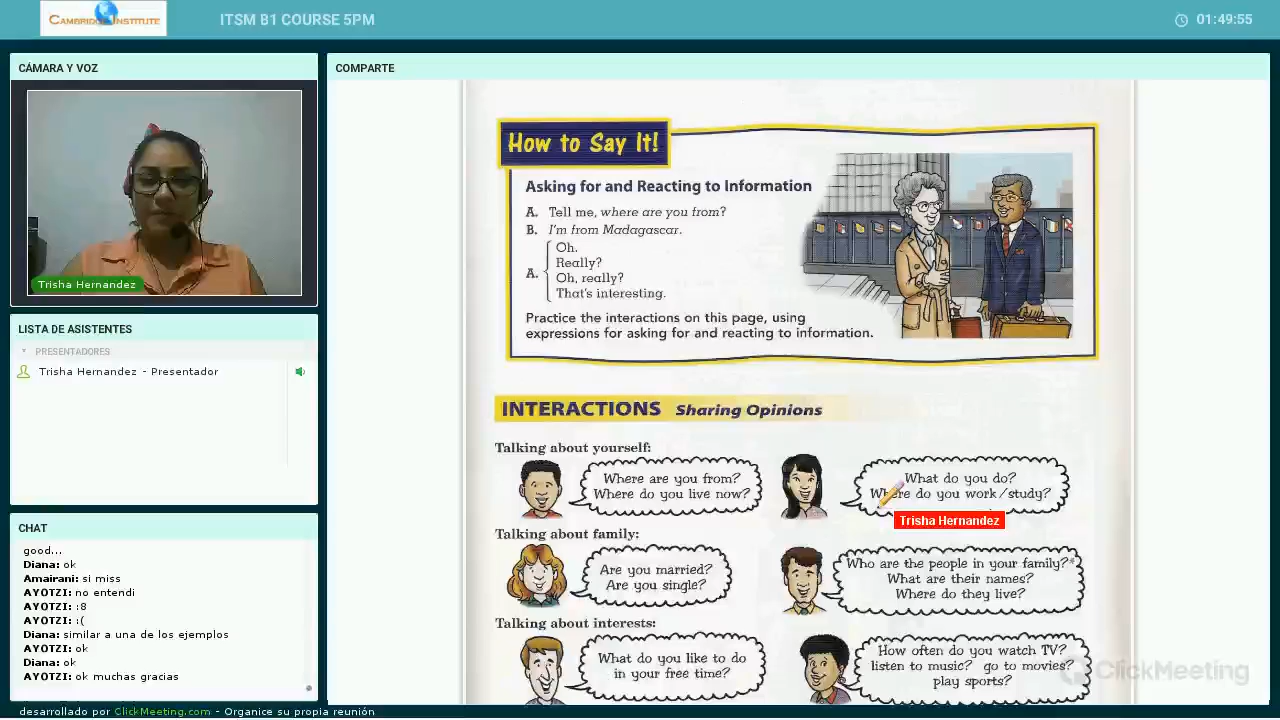 CAMBRIDGE INSTITUTE
ITSM B1 COURSE 5PM
01:49:55
CÁMARA Y VOZ
Trisha Hernandez
LISTA DE ASISTENTES
PRESENTADORES
Trisha Hernandez - Presentador
CHAT
good...
Diana: ok
Amairani: si miss
AYOTZI: no entendi
AYOTZI: :8
AYOTZI: :(
Diana: similar a una de los ejemplos
AYOTZI: ok
Diana: ok
AYOTZI: ok muchas gracias
COMPARTE
How to Say It!
Asking for and Reacting to Information
A. Tell me, where are you from?
B. I'm from Madagascar.
Oh.
Really?
A.
Oh, really?
That's interesting.
Practice the interactions on this page, using
expressions for asking for and reacting to information.
INTERACTIONS Sharing Opinions
Talking about yourself:
Where are you from?
Where do you live now?
What do you do?
Where do you work/study?
Trisha Hernandez
Talking about family:
Are you married?
Are you single?
Who are the people in your family?*
What are their names?
Where do they live?
Talking about interests:
What do you like to do
in your free time?
How often do you watch TV?
listen to music? go to movies?
play sports?
ClickMeeting
desarrollado por ClickMeeting.com - Organice su propia reunión